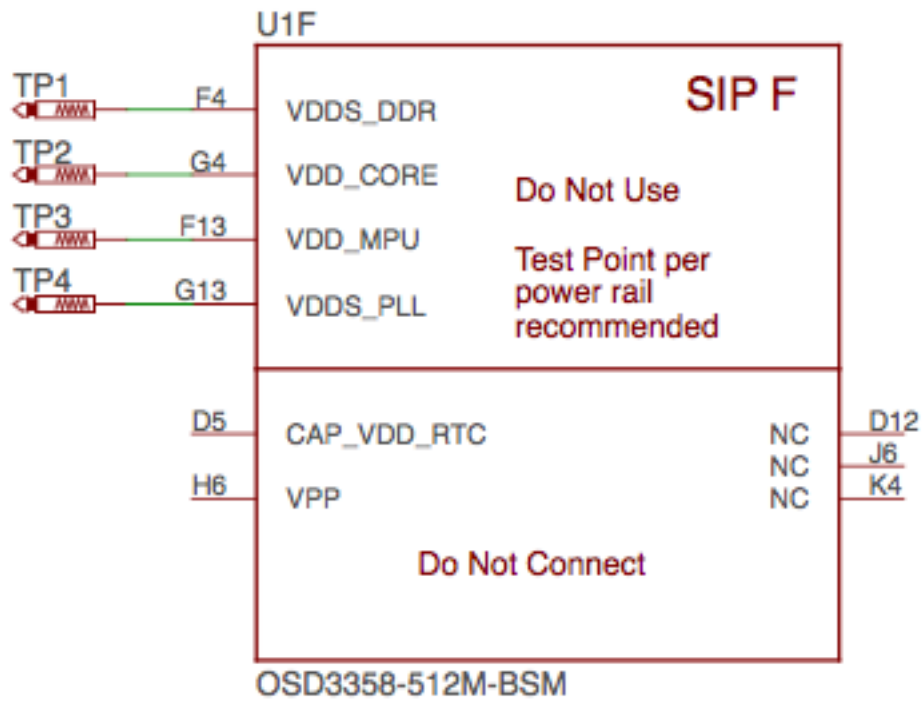 U1F
TP1
F4
VDDS_DDR
SIP F
TP2
G4
VDD_CORE
Do Not Use
TP3
F13
VDD_MPU
Test Point per
power rail
recommended
TP4
G13
VDDS_PLL
D5
CAP_VDD_RTC
NC
D12
NC
J6
H6
VPP
NC
K4
Do Not Connect
OSD3358-512M-BSM